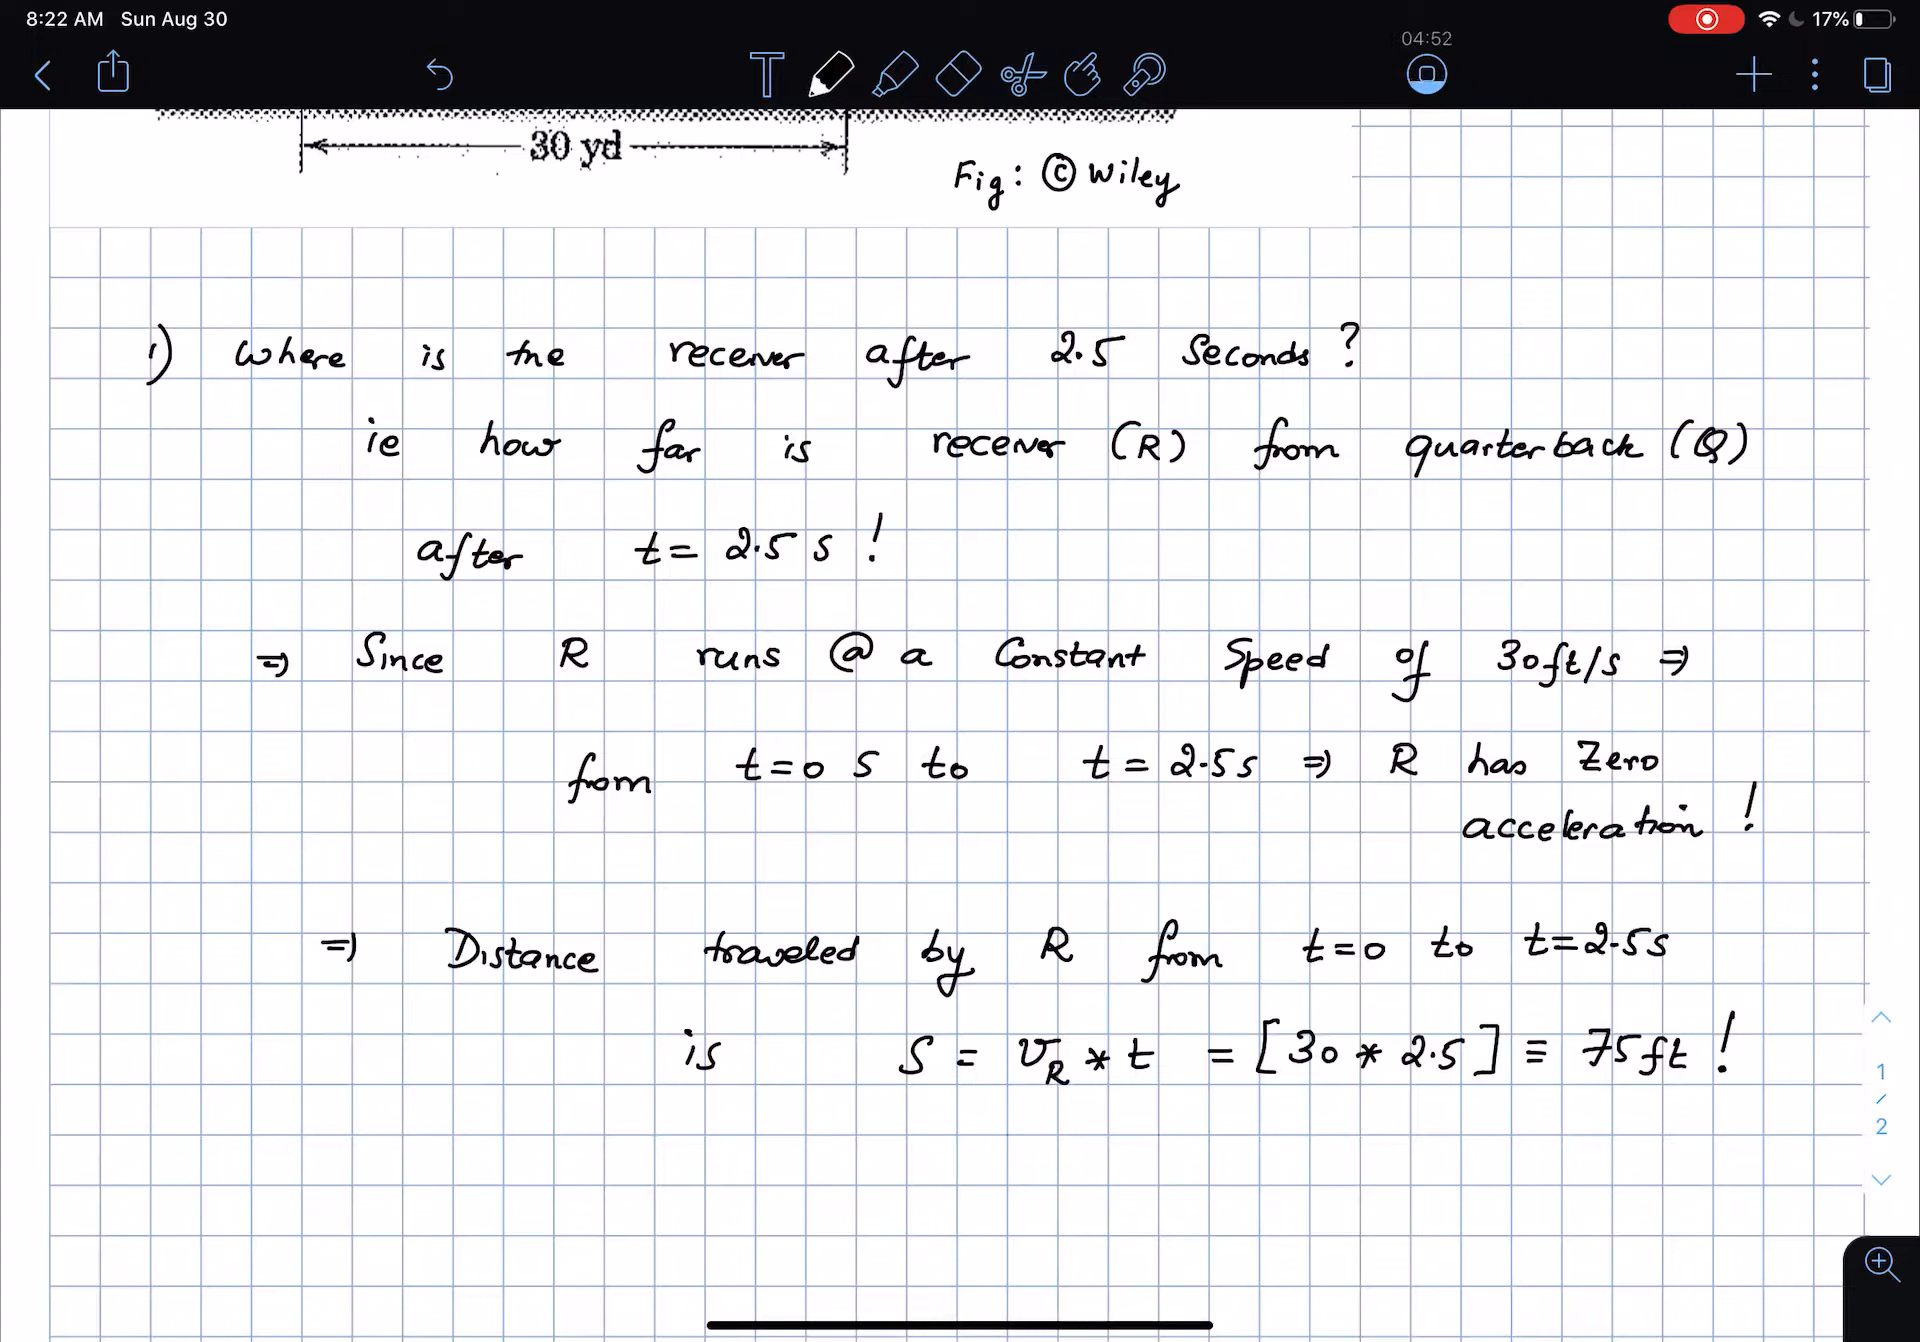 8:22 AM Sun Aug 30
17%
04:52
30 yd
Fig: © Wiley
1) Where is the receiver after 2.5 Seconds?
ie how far is receiver (R) from quarterback (Q)
after t = 2.5 s !
⇒ Since R runs @ a Constant Speed of 30ft/s ⇒
from t=0 s to t = 2.5s ⇒ R has Zero
acceleration !
⇒ Distance traveled by R from t=0 to t=2.5s
is S = v_R * t = [30 * 2.5] ≡ 75ft !
1
/
2